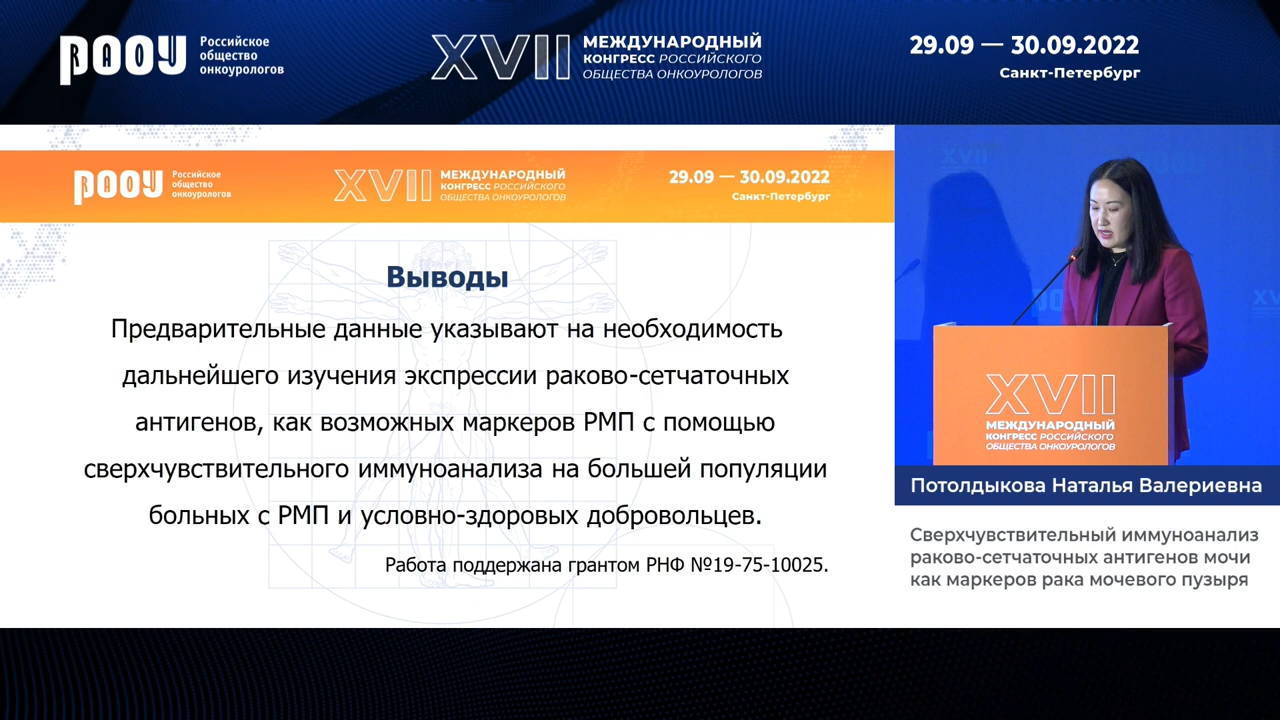 РАОУ
Российское
общество
онкоурологов
XVII
МЕЖДУНАРОДНЫЙ
КОНГРЕСС РОССИЙСКОГО
ОБЩЕСТВА ОНКОУРОЛОГОВ
29.09 — 30.09.2022
Санкт-Петербург
РАОУ
Российское
общество
онкоурологов
XVII
МЕЖДУНАРОДНЫЙ
КОНГРЕСС РОССИЙСКОГО
ОБЩЕСТВА ОНКОУРОЛОГОВ
29.09 — 30.09.2022
Санкт-Петербург
Выводы
Предварительные данные указывают на необходимость
дальнейшего изучения экспрессии раково-сетчаточных
антигенов, как возможных маркеров РМП с помощью
сверхчувствительного иммуноанализа на большей популяции
больных с РМП и условно-здоровых добровольцев.
Работа поддержана грантом РНФ №19-75-10025.
XVII
XVII
МЕЖДУНАРОДНЫЙ
КОНГРЕСС РОССИЙСКОГО
ОБЩЕСТВА ОНКОУРОЛОГОВ
Потолдыкова Наталья Валериевна
Сверхчувствительный иммуноанализ
раково-сетчаточных антигенов мочи
как маркеров рака мочевого пузыря